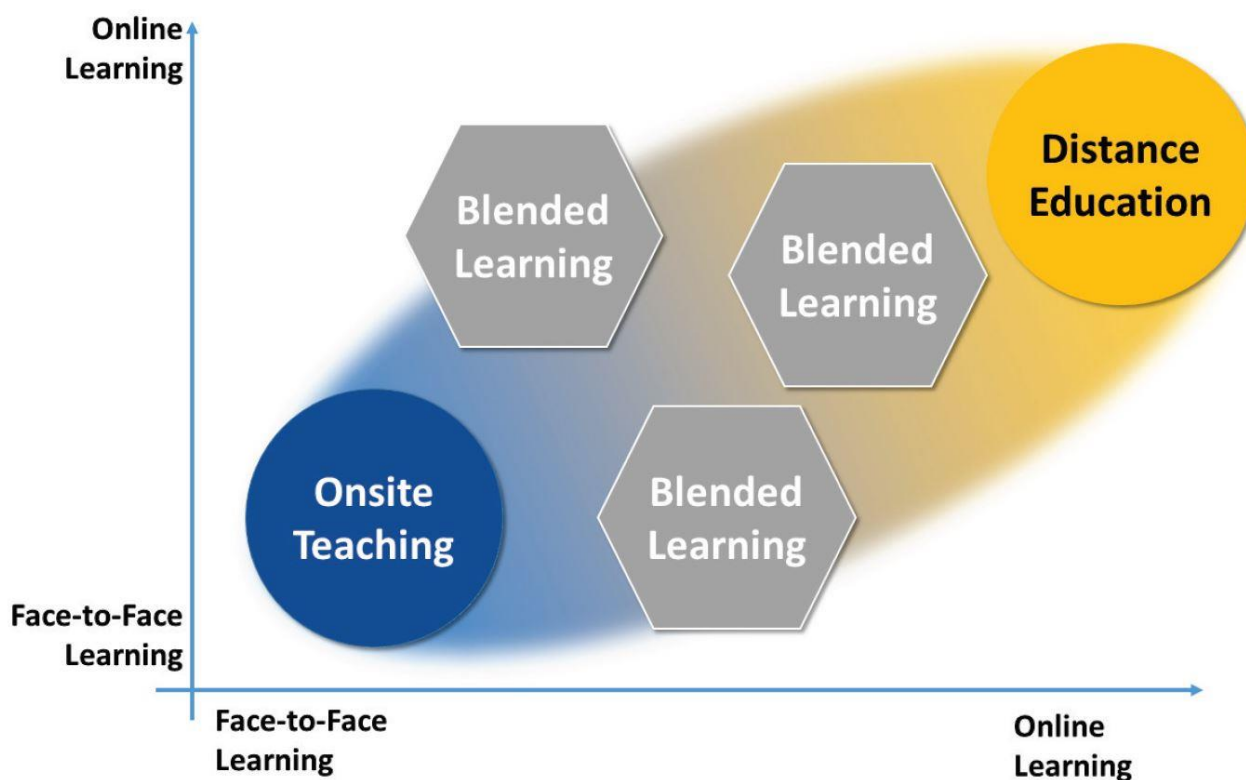 Online
Learning
Distance
Education
Blended
Learning
Blended
Learning
Onsite
Teaching
Blended
Learning
Face-to-Face
Learning
Face-to-Face
Learning
Online
Learning